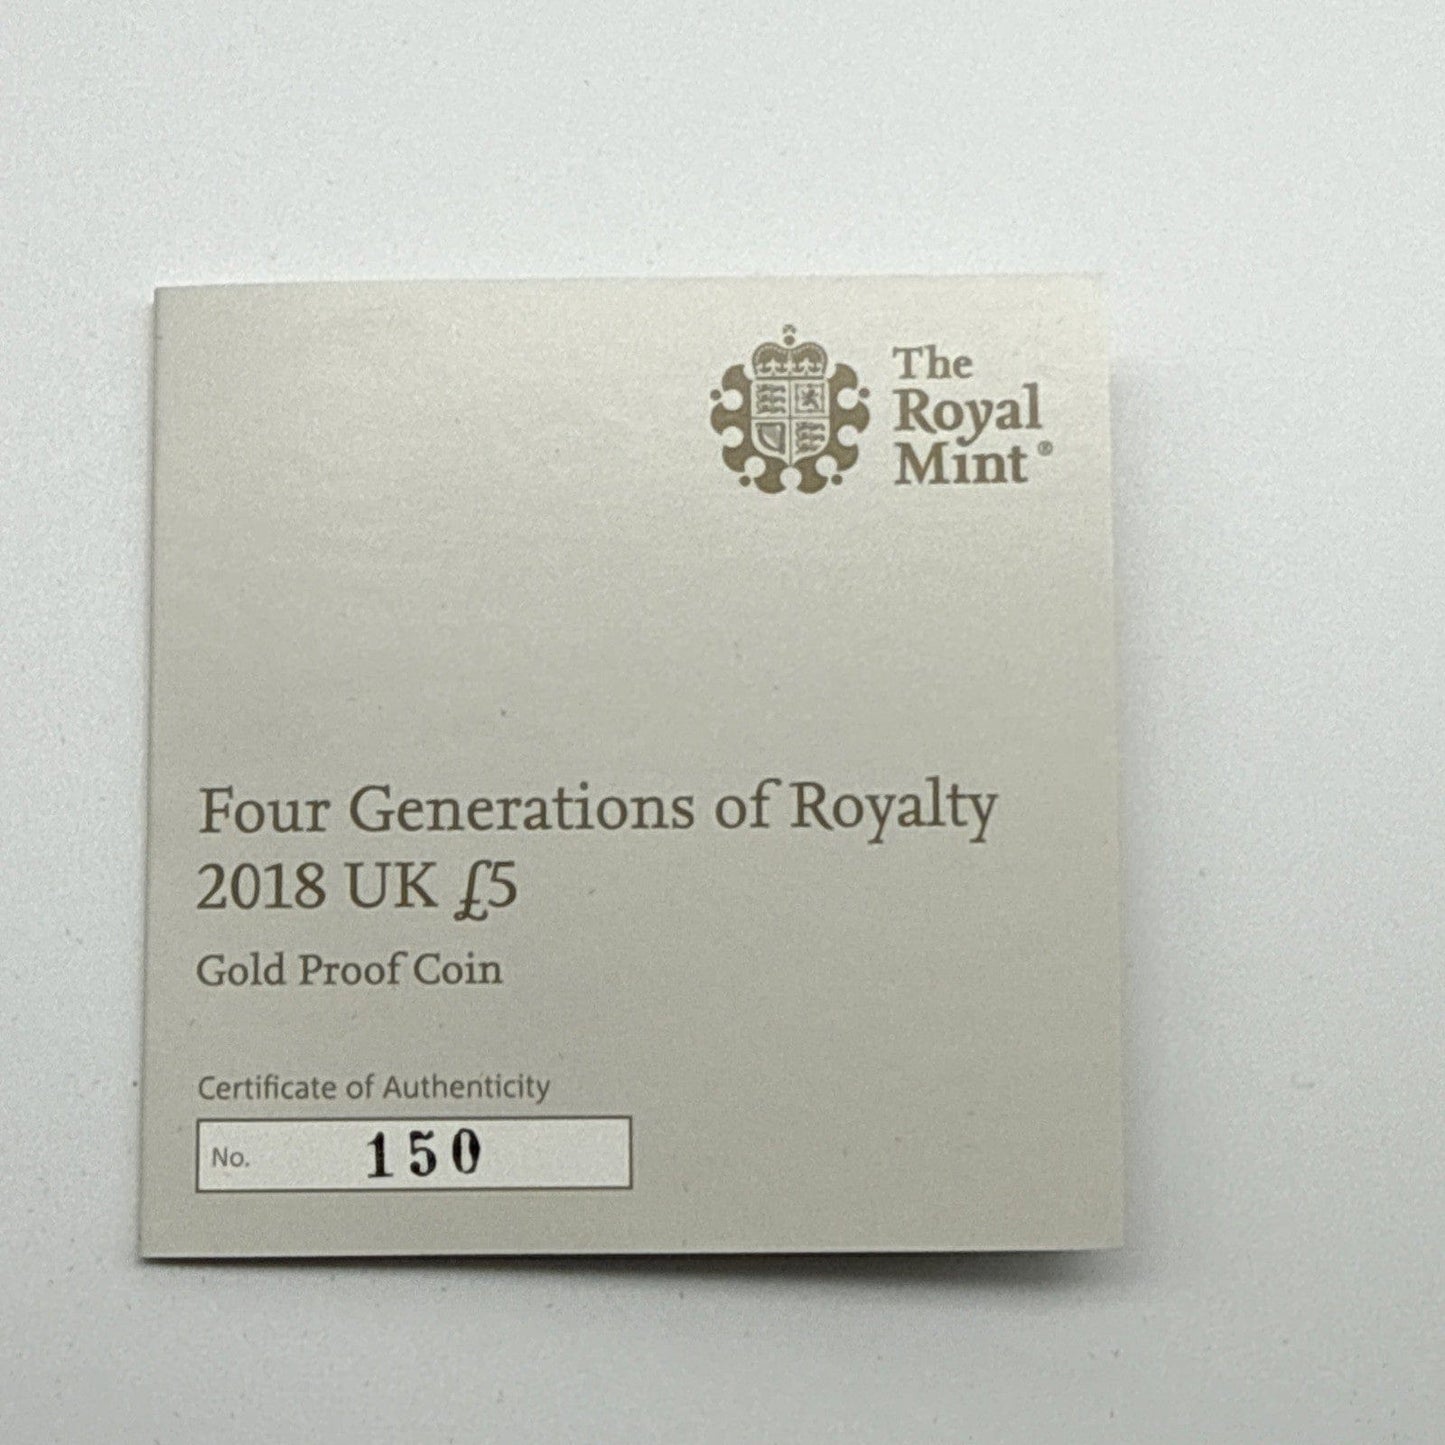 The
Royal
Mint®
Four Generations of Royalty
2018 UK £5
Gold Proof Coin
Certificate of Authenticity
No. 150